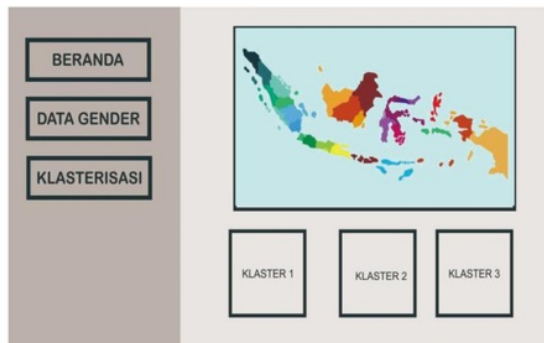 BERANDA
DATA GENDER
KLASTERISASI
KLASTER 1
KLASTER 2
KLASTER 3